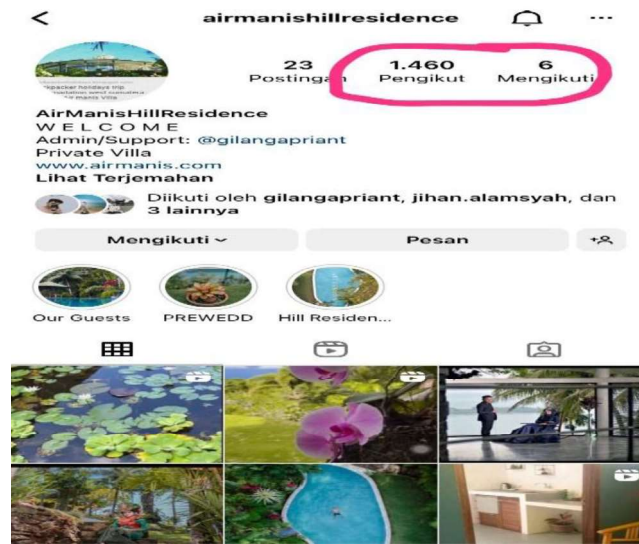 airmanishillresidence
23 1.460 6
Postingan Pengikut Mengikuti
AirManisHillResidence
W E L C O M E
Admin/Support: @gilangapriant
Private Villa
www.airmanis.com
Lihat Terjemahan
Diikuti oleh gilangapriant, jihan.alamsyah, dan
3 lainnya
Mengikuti Pesan
Our Guests PREWEDD Hill Residen...